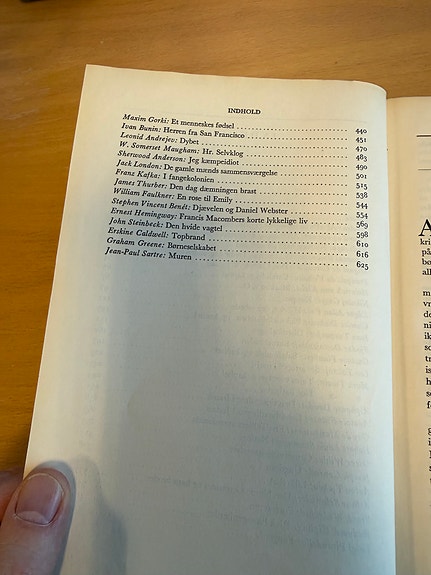 INDHOLD
Maxim Gorki: Et menneskes fødsel 440
Ivan Bunin: Herren fra San Francisco 451
Leonid Andrejev: Dybet 470
W. Somerset Maugham: Hr. Selvklog 483
Sherwood Anderson: Jeg kæmpeidiot 490
Jack London: De gamle mænds sammensværgelse 501
Franz Kafka: I fangekolonien 515
James Thurber: Den dag dæmningen brast 538
William Faulkner: En rose til Emily 544
Stephen Vincent Benét: Djævelen og Daniel Webster 554
Ernest Hemingway: Francis Macombers korte lykkelige liv 569
John Steinbeck: Den hvide vagtel 598
Erskine Caldwell: Topbrand 610
Graham Greene: Børneselskabet 616
Jean-Paul Sartre: Muren 625